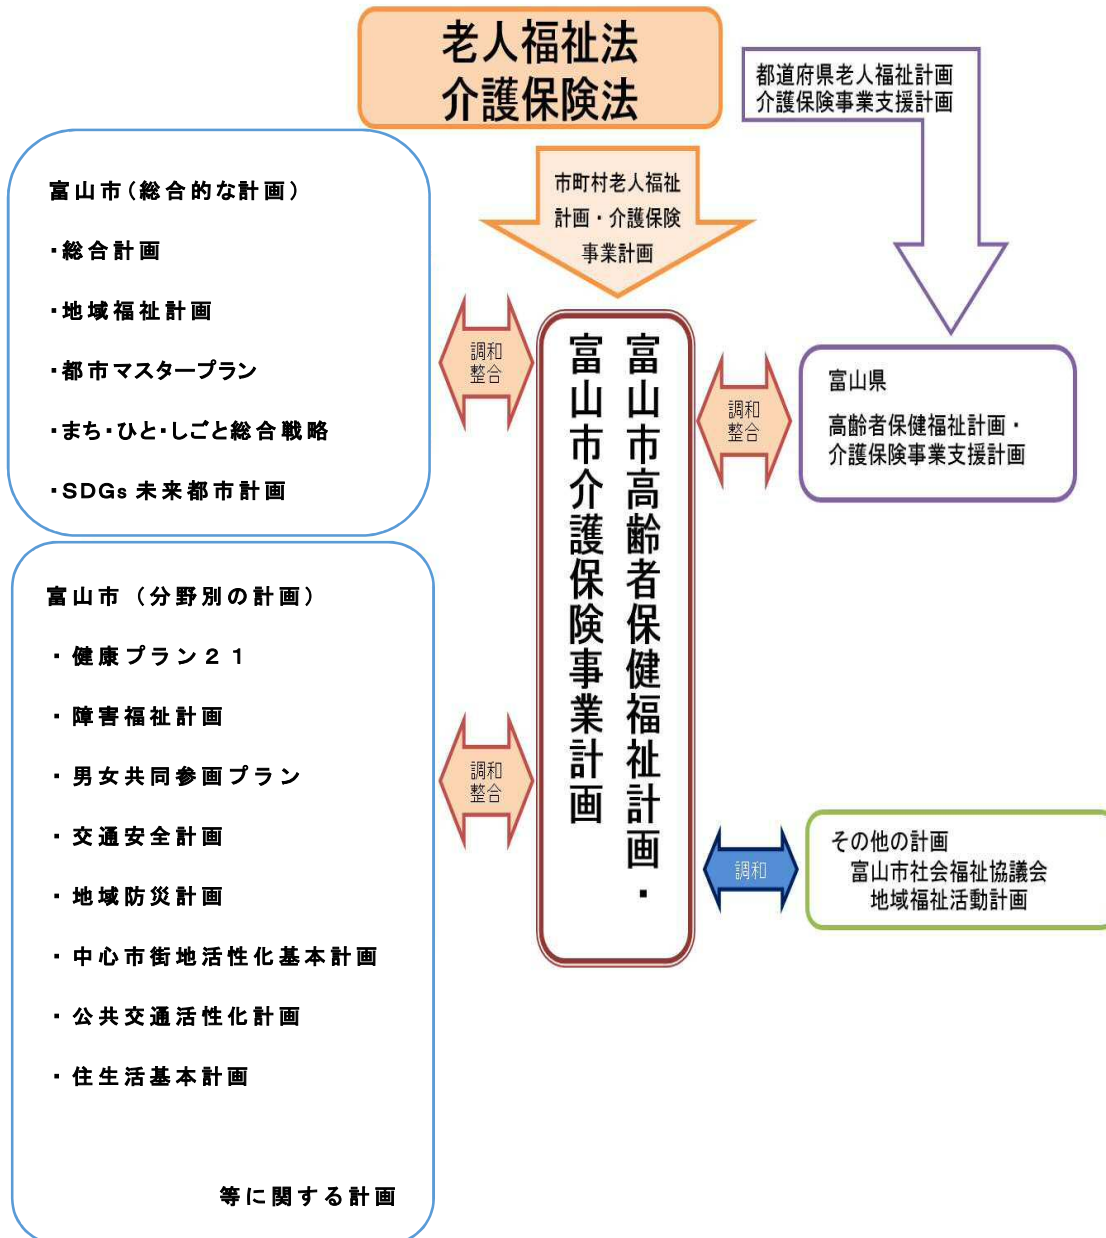 老人福祉法
介護保険法
都道府県老人福祉計画
介護保険事業支援計画
市町村老人福祉
計画・介護保険
事業計画
富山市(総合的な計画)
・総合計画
・地域福祉計画
・都市マスタープラン
・まち・ひと・しごと総合戦略
・SDGs 未来都市計画
調和
整合
富山市高齢者保健福祉計画・
富山市介護保険事業計画
調和
整合
富山県
高齢者保健福祉計画・
介護保険事業支援計画
富山市(分野別の計画)
・健康プラン21
・障害福祉計画
・男女共同参画プラン
・交通安全計画
・地域防災計画
・中心市街地活性化基本計画
・公共交通活性化計画
・住生活基本計画
等に関する計画
調和
整合
調和
その他の計画
富山市社会福祉協議会
地域福祉活動計画